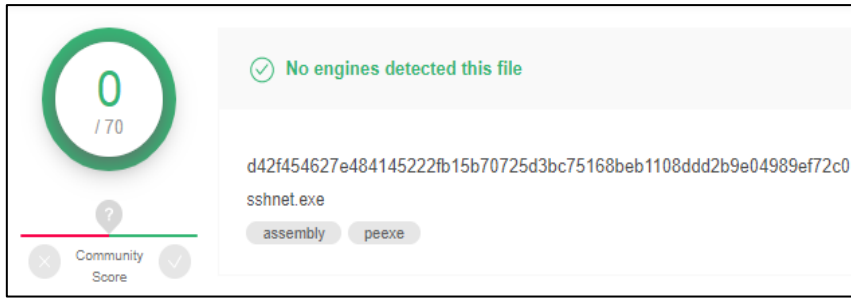 0
/ 70
No engines detected this file
d42f454627e484145222fb15b70725d3bc75168beb1108ddd2b9e04989ef72c0
sshnet.exe
assembly
peexe
?
Community
Score